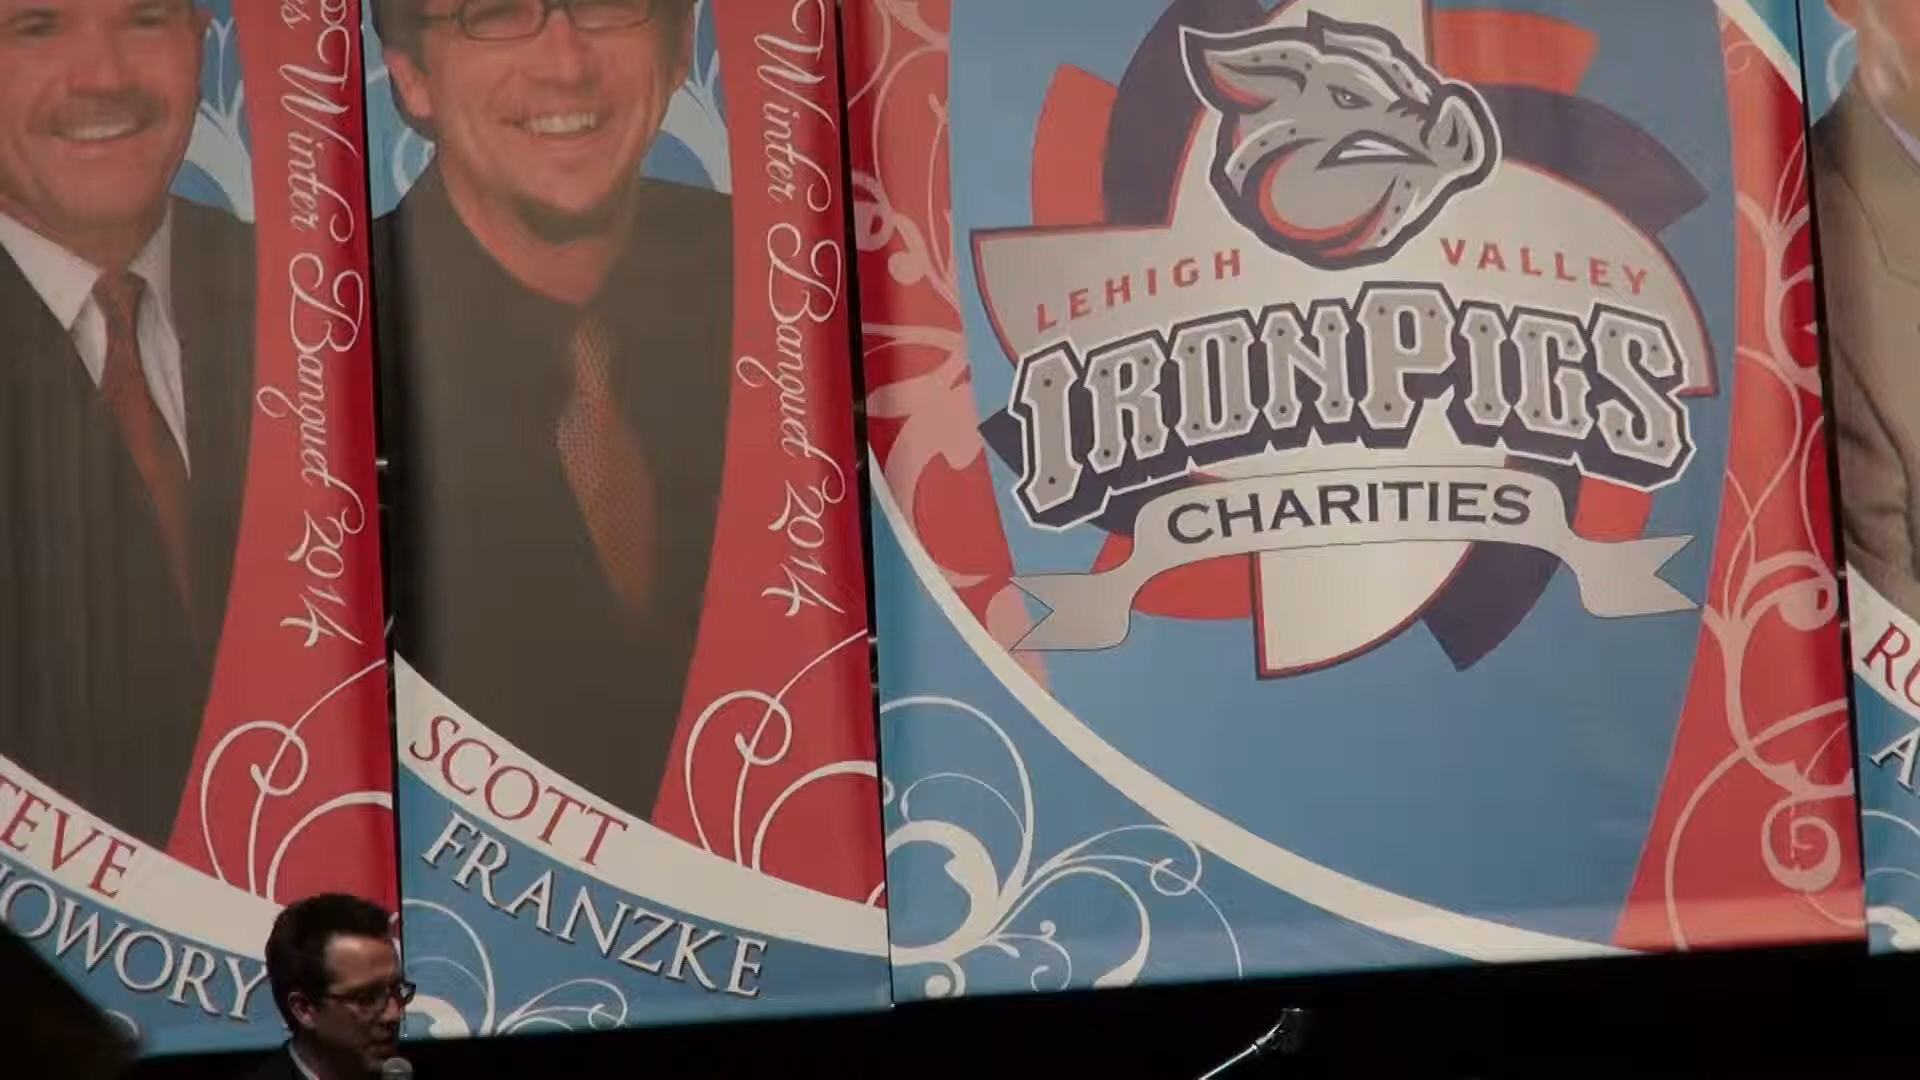 Winter Banquet 2014
Winter Banquet 2014
LEHIGH VALLEY
IRONPIGS
CHARITIES
SCOTT
FRANZKE
EVE
OWORY